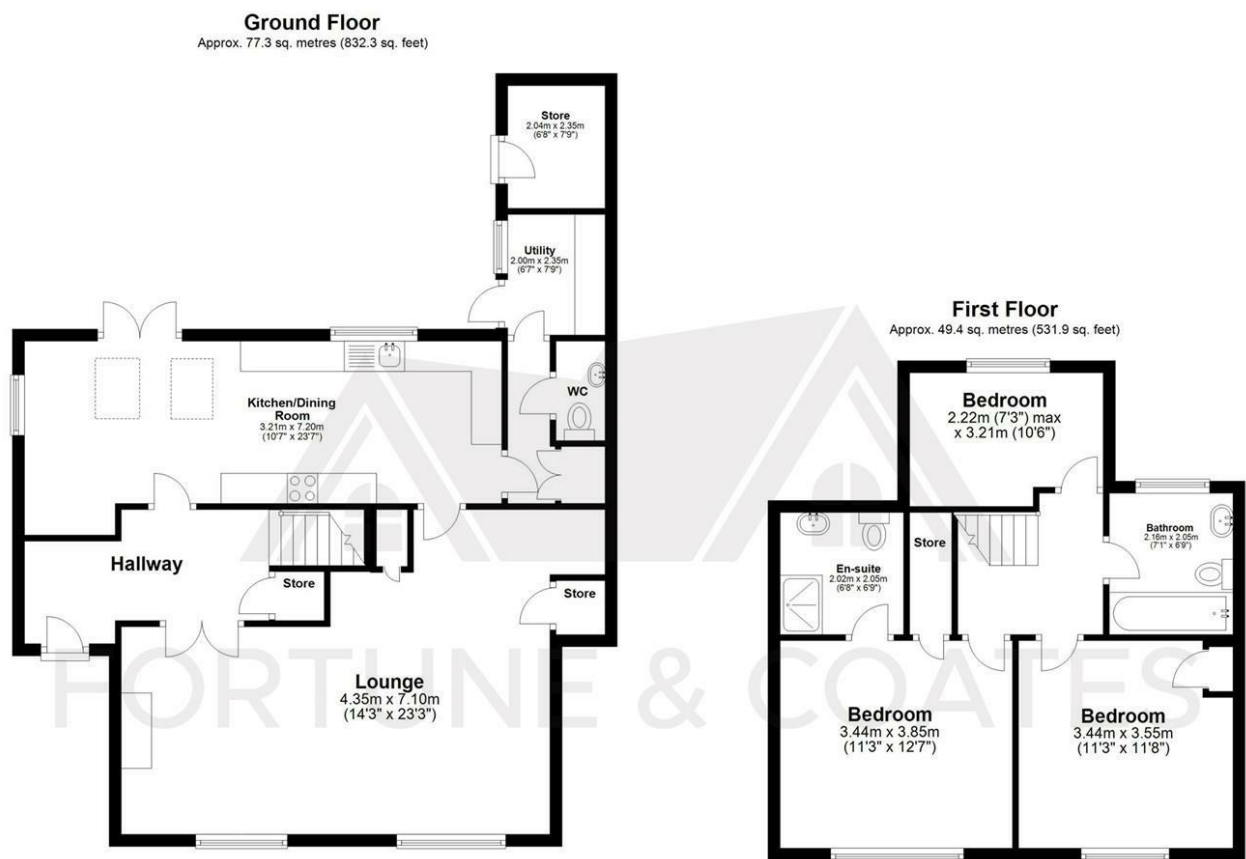 Ground Floor
Approx. 77.3 sq. metres (832.3 sq. feet)
Store
2.04m x 2.35m
(6'8" x 7'9")
Utility
2.00m x 2.35m
(6'7" x 7'9")
Kitchen/Dining
Room
3.21m x 7.20m
(10'7" x 23'7")
WC
Hallway
Store
Store
Lounge
4.35m x 7.10m
(14'3" x 23'3")
First Floor
Approx. 49.4 sq. metres (531.9 sq. feet)
Bedroom
2.22m (7'3") max
x 3.21m (10'6")
Bathroom
2.16m x 2.05m
(7'1" x 6'9")
En-suite
2.02m x 2.05m
(6'8" x 6'9")
Store
Bedroom
3.44m x 3.85m
(11'3" x 12'7")
Bedroom
3.44m x 3.55m
(11'3" x 11'8")
FORTUNE & COATES